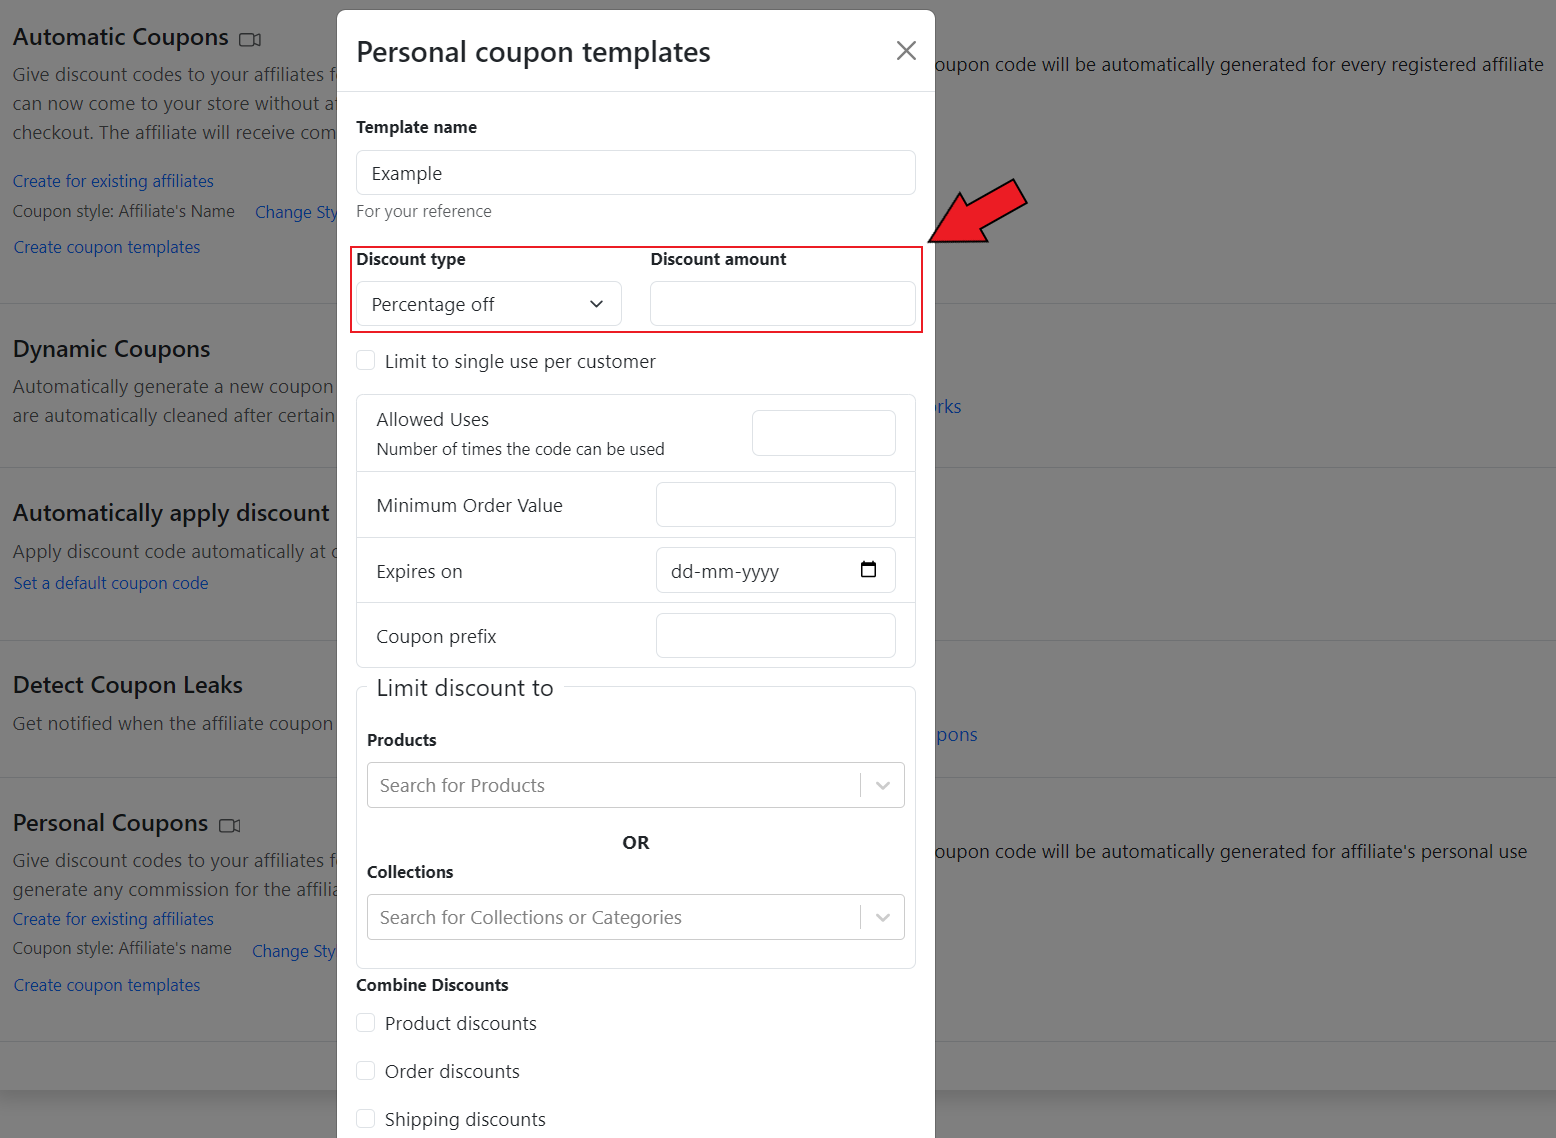 Automatic Coupons
Give discount codes to your affiliates
can now come to your store without
checkout. The affiliate will receive
Create for existing affiliates
Coupon style: Affiliate's Name Change
Create coupon templates
Dynamic Coupons
Automatically generate a new coupon
are automatically cleaned after certain
Automatically apply discount
Apply discount code automatically at
Set a default coupon code
Detect Coupon Leaks
Get notified when the affiliate coupon
Personal Coupons
Give discount codes to your affiliates
generate any commission for the
Create for existing affiliates
Coupon style: Affiliate's name Change
Create coupon templates
Personal coupon templates
Template name
Example
For your reference
Discount type Discount amount
Percentage off
Limit to single use per customer
Allowed Uses
Number of times the code can be used
Minimum Order Value
Expires on dd-mm-yyyy
Coupon prefix
Limit discount to
Products
Search for Products
OR
Collections
Search for Collections or Categories
Combine Discounts
Product discounts
Order discounts
Shipping discounts
code will be automatically generated for every registered affiliate
code will be automatically generated for affiliate's personal use